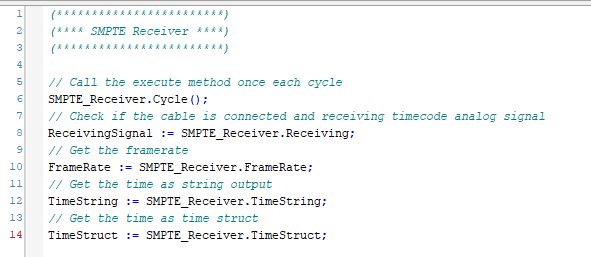 1 (************************)
2 (**** SMPTE Receiver ****)
3 (************************)
4
5 // Call the execute method once each cycle
6 SMPTE_Receiver.Cycle();
7 // Check if the cable is connected and receiving timecode analog signal
8 ReceivingSignal := SMPTE_Receiver.Receiving;
9 // Get the framerate
10 FrameRate := SMPTE_Receiver.FrameRate;
11 // Get the time as string output
12 TimeString := SMPTE_Receiver.TimeString;
13 // Get the time as time struct
14 TimeStruct := SMPTE_Receiver.TimeStruct;